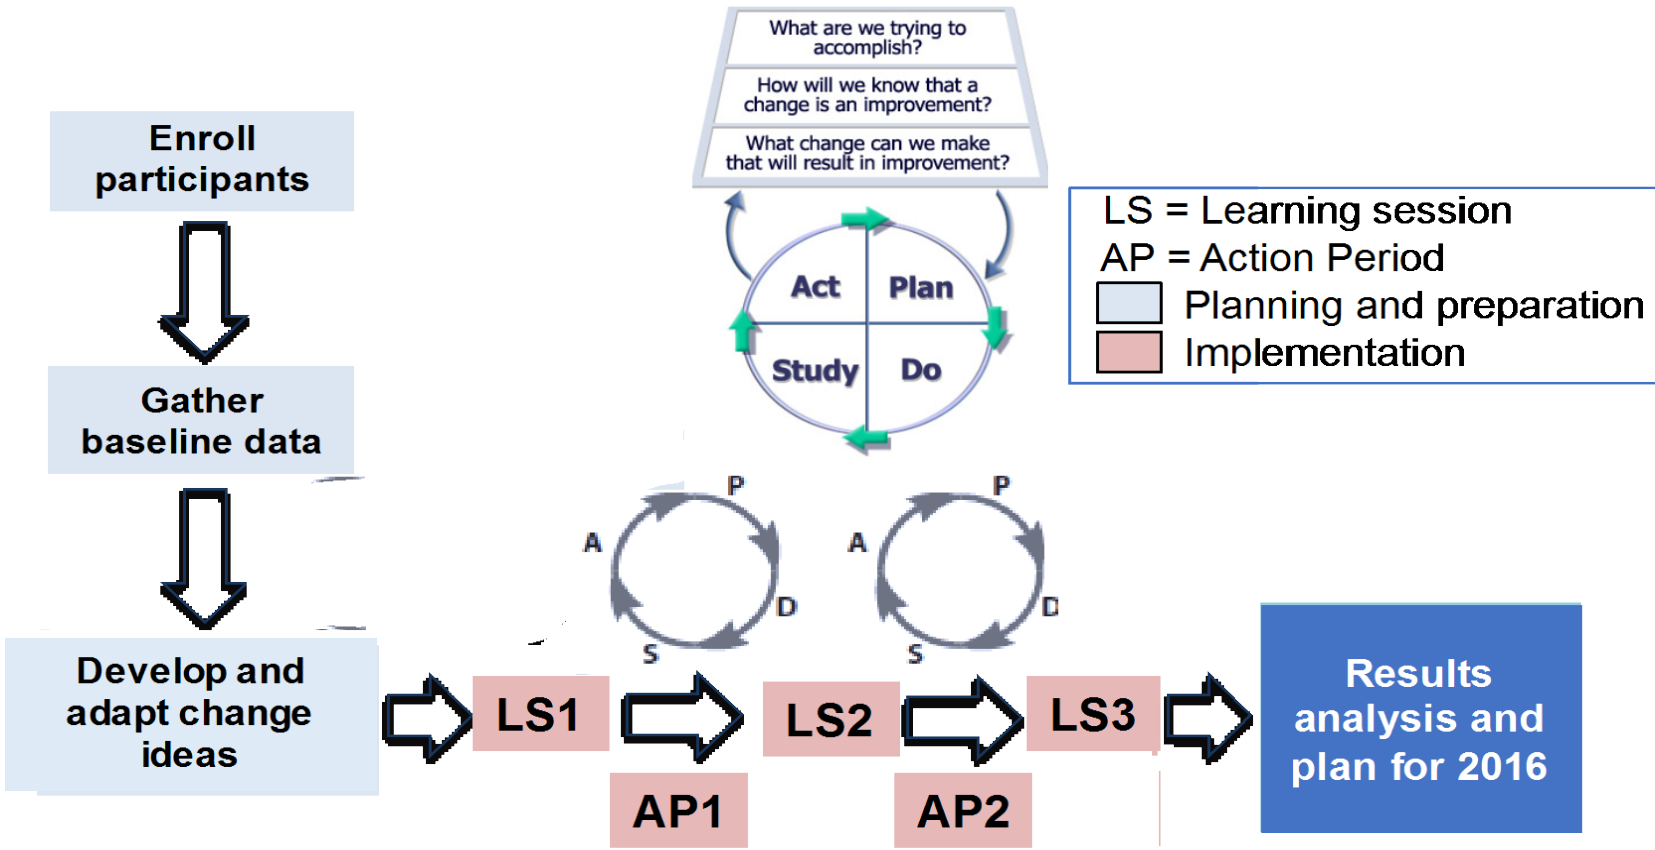 What are we trying to
accomplish?
How will we know that a
change is an improvement?
What change can we make
that will result in improvement?
Enroll
participants
LS = Learning session
AP = Action Period
Planning and preparation
Implementation
Act
Plan
Study
Do
Gather
baseline data
P
A
D
S
P
A
D
S
Develop and
adapt change
ideas
LS1
LS2
LS3
AP1
AP2
Results
analysis and
plan for 2016